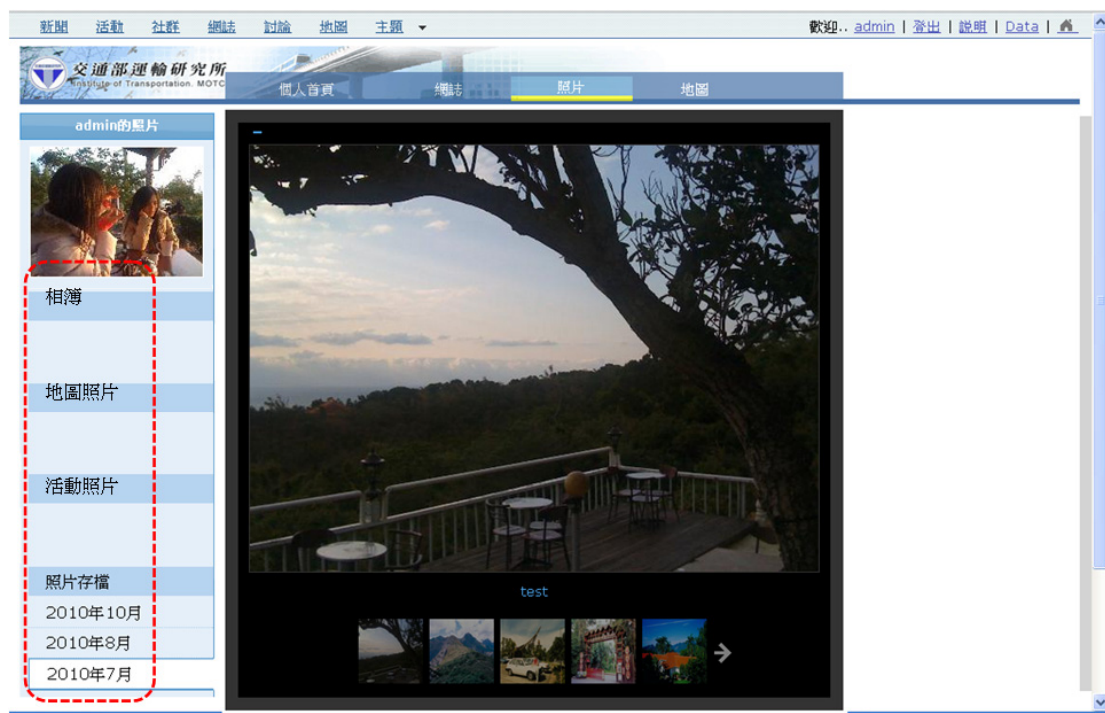 新聞 活動 社群 網誌 討論 地圖 主題 歡迎.. admin | 登出 | 說明 | Data |
交通部運輸研究所
Institute of Transportation. MOTC
個人首頁 網誌 照片 地圖
admin的照片
相簿
地圖照片
活動照片
照片存檔
2010年10月
2010年8月
2010年7月
test